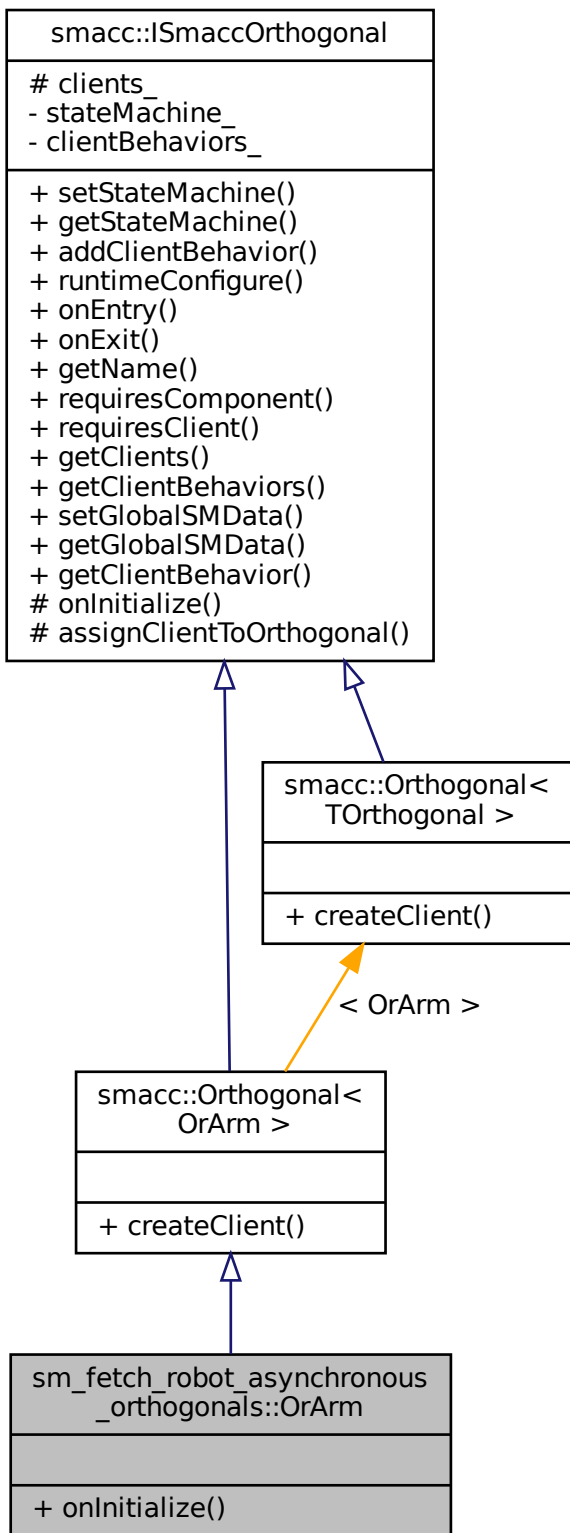 smacc::ISmaccOrthogonal
# clients_
- stateMachine_
- clientBehaviors_
+ setStateMachine()
+ getStateMachine()
+ addClientBehavior()
+ runtimeConfigure()
+ onEntry()
+ onExit()
+ getName()
+ requiresComponent()
+ requiresClient()
+ getClients()
+ getClientBehaviors()
+ setGlobalSMData()
+ getGlobalSMData()
+ getClientBehavior()
# onInitialize()
# assignClientToOrthogonal()
smacc::Orthogonal<
TOrthogonal >
+ createClient()
< OrArm >
smacc::Orthogonal<
OrArm >
+ createClient()
sm_fetch_robot_asynchronous
_orthogonals::OrArm
+ onInitialize()